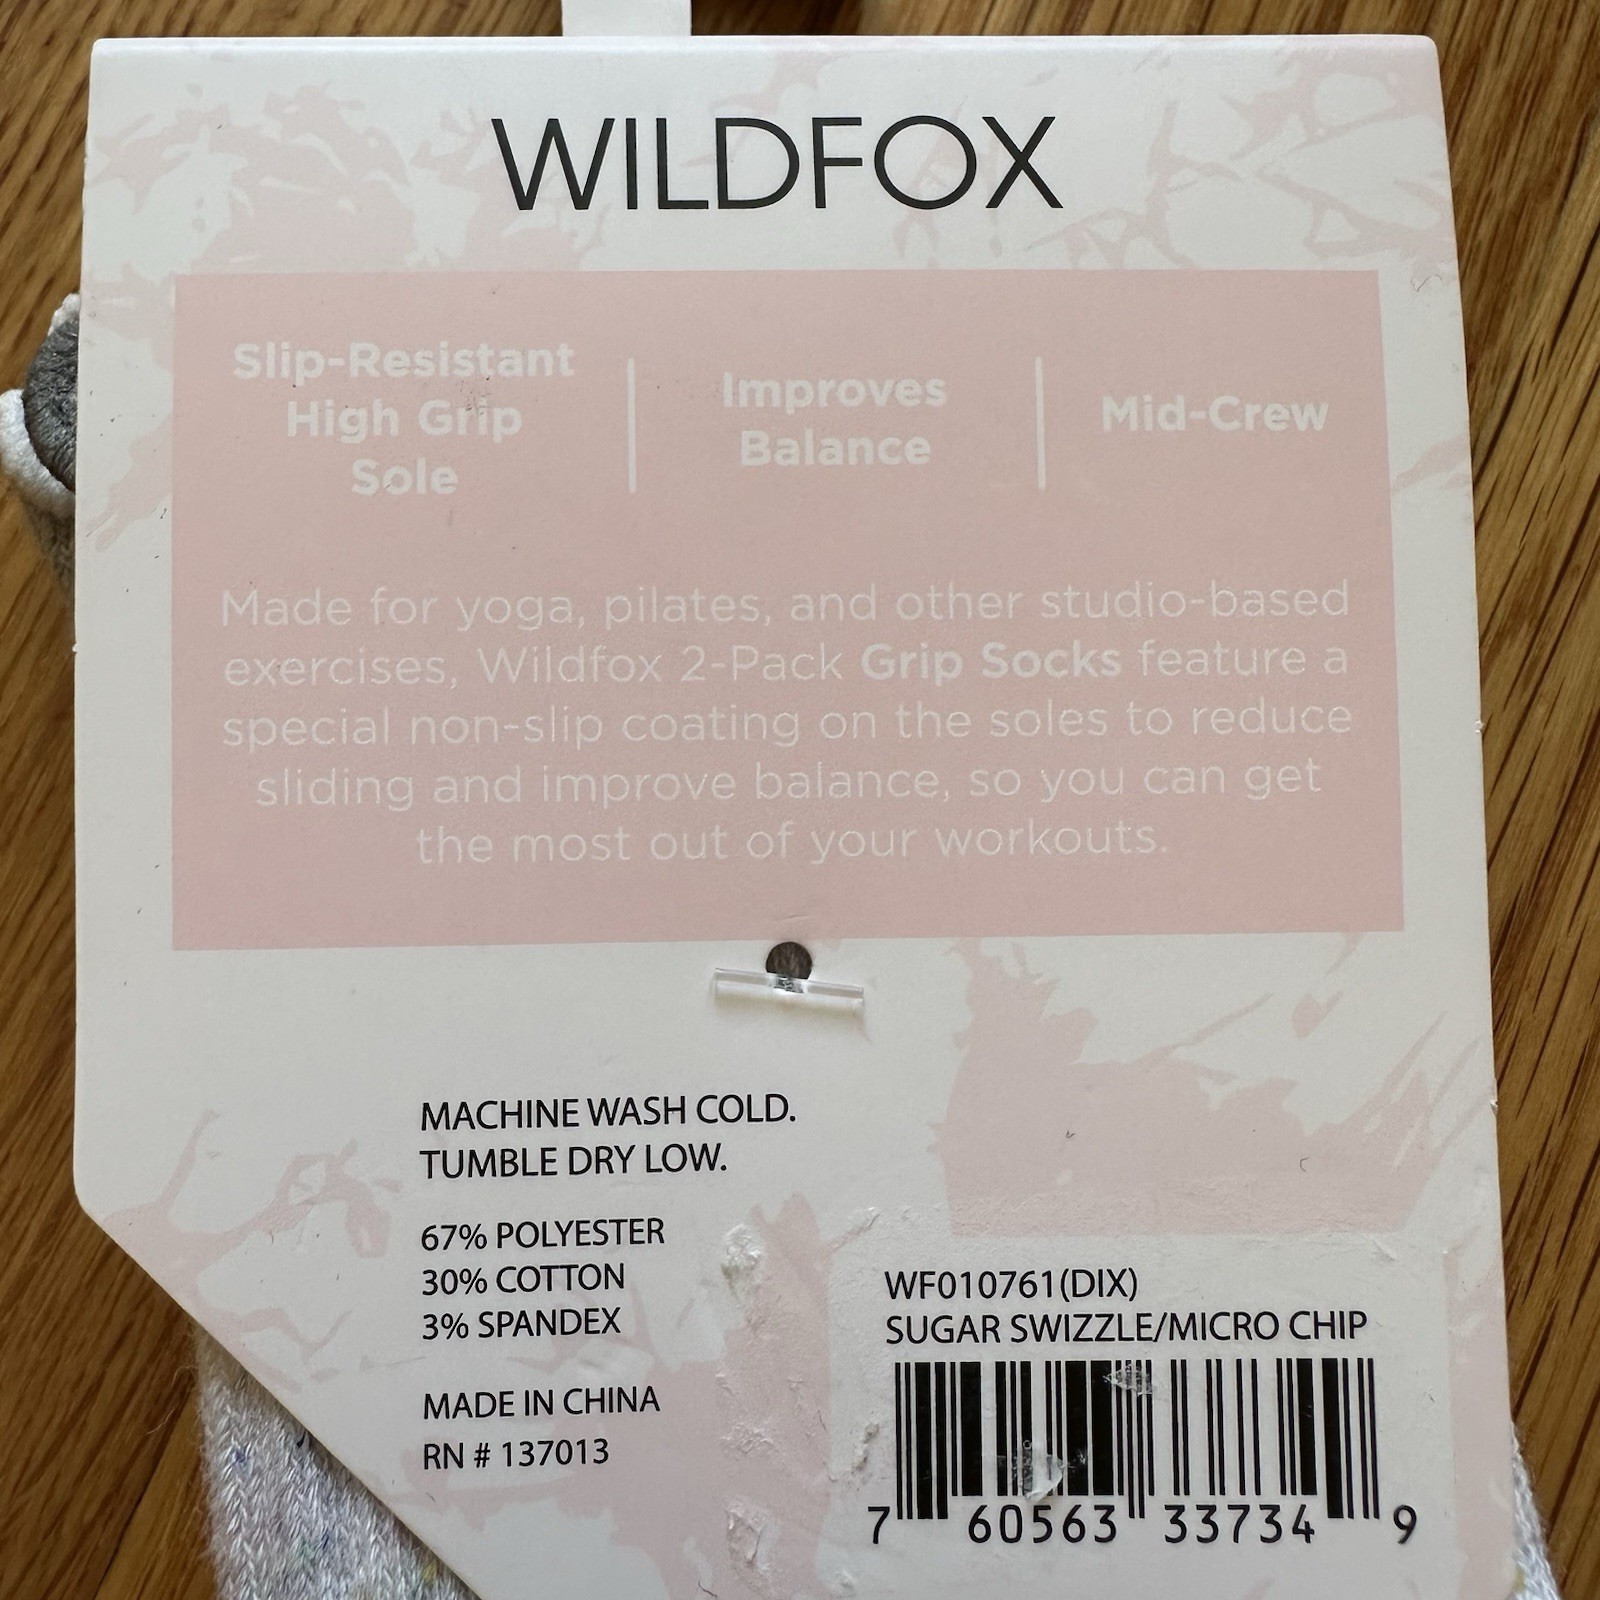 WILDFOX
Slip-Resistant
High Grip
Sole
Improves
Balance
Mid-Crew
Made for yoga, pilates, and other studio-based
exercises, Wildfox 2-Pack Grip Socks feature a
special non-slip coating on the soles to reduce
sliding and improve balance, so you can get
the most out of your workouts.
MACHINE WASH COLD.
TUMBLE DRY LOW.
67% POLYESTER
30% COTTON
3% SPANDEX
MADE IN CHINA
RN # 137013
WF010761(DIX)
SUGAR SWIZZLE/MICRO CHIP
7 60563 33734 9